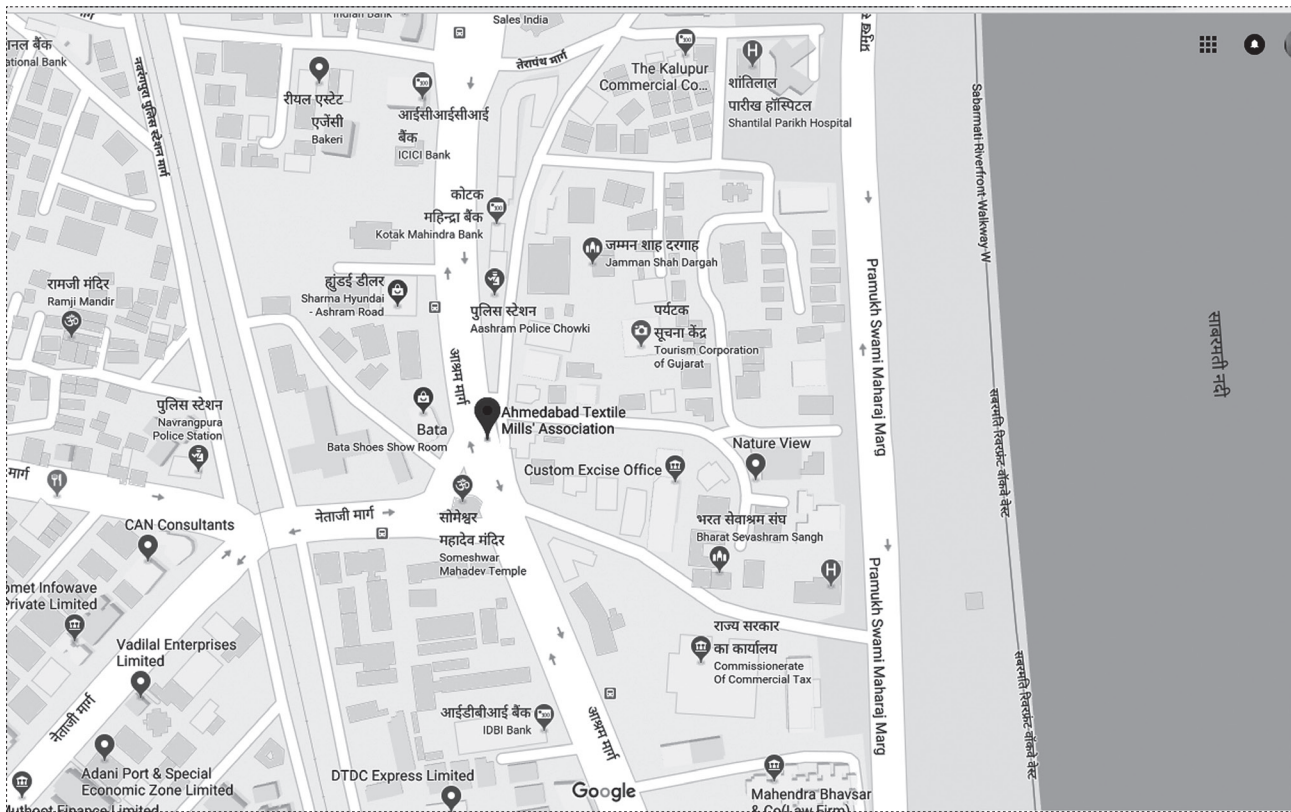 Indian Bank
Sales India
मार्ग
ational Bank
नवरंगपुरा पुलिस स्टेशन मार्ग
रीयल एस्टेट
एजेंसी
Bakeri
आईसीआईसीआई
बैंक
ICICI Bank
तेरापंथ मार्ग
The Kalupur
Commercial Co...
शांतिलाल
पारीख हॉस्पिटल
Shantilal Parikh Hospital
Sabarmati Riverfront Walkway W
कोटक
महिन्द्रा बैंक
Kotak Mahindra Bank
जम्मन शाह दरगाह
Jamman Shah Dargah
रामजी मंदिर
Ramji Mandir
ह्युंडई डीलर
Sharma Hyundai
- Ashram Road
पुलिस स्टेशन
Aashram Police Chowki
पर्यटक
सूचना केंद्र
Tourism Corporation
of Gujarat
Pramukh Swami Maharaj Marg
साबरमती नदी
आश्रम मार्ग
पुलिस स्टेशन
Navrangpura
Police Station
Bata
Bata Shoes Show Room
Ahmedabad Textile
Mills' Association
Nature View
Custom Excise Office
सबरमति रिवरफ्रंट वॉकवे वेस्ट
मार्ग
CAN Consultants
नेताजी मार्ग
सोमेश्वर
महादेव मंदिर
Someshwar
Mahadev Temple
भरत सेवाश्रम संघ
Bharat Sevashram Sangh
Pramukh Swami Maharaj Marg
omet Infowave
Private Limited
Vadilal Enterprises
Limited
राज्य सरकार
का कार्यालय
Commissionerate
Of Commercial Tax
सबरमति रिवरफ्रंट वॉकवे वेस्ट
नेताजी मार्ग
आईडीबीआई बैंक
IDBI Bank
आश्रम मार्ग
Adani Port & Special
Economic Zone Limited
DTDC Express Limited
Google
Mahendra Bhavsar
& Co(Law Firm)
Muthoot Finance Limited